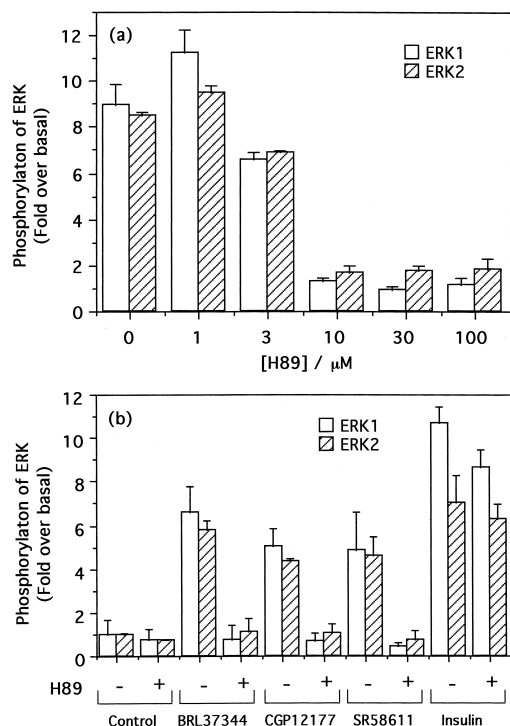 (a)
ERK1
ERK2
Phosphorylaton of ERK
(Fold over basal)
12
10
8
6
4
2
0
0 1 3 10 30 100
[H89] / μM
(b)
ERK1
ERK2
Phosphorylaton of ERK
(Fold over basal)
12
10
8
6
4
2
0
H89 - + - + - + - + - +
Control BRL37344 CGP12177 SR58611 Insulin